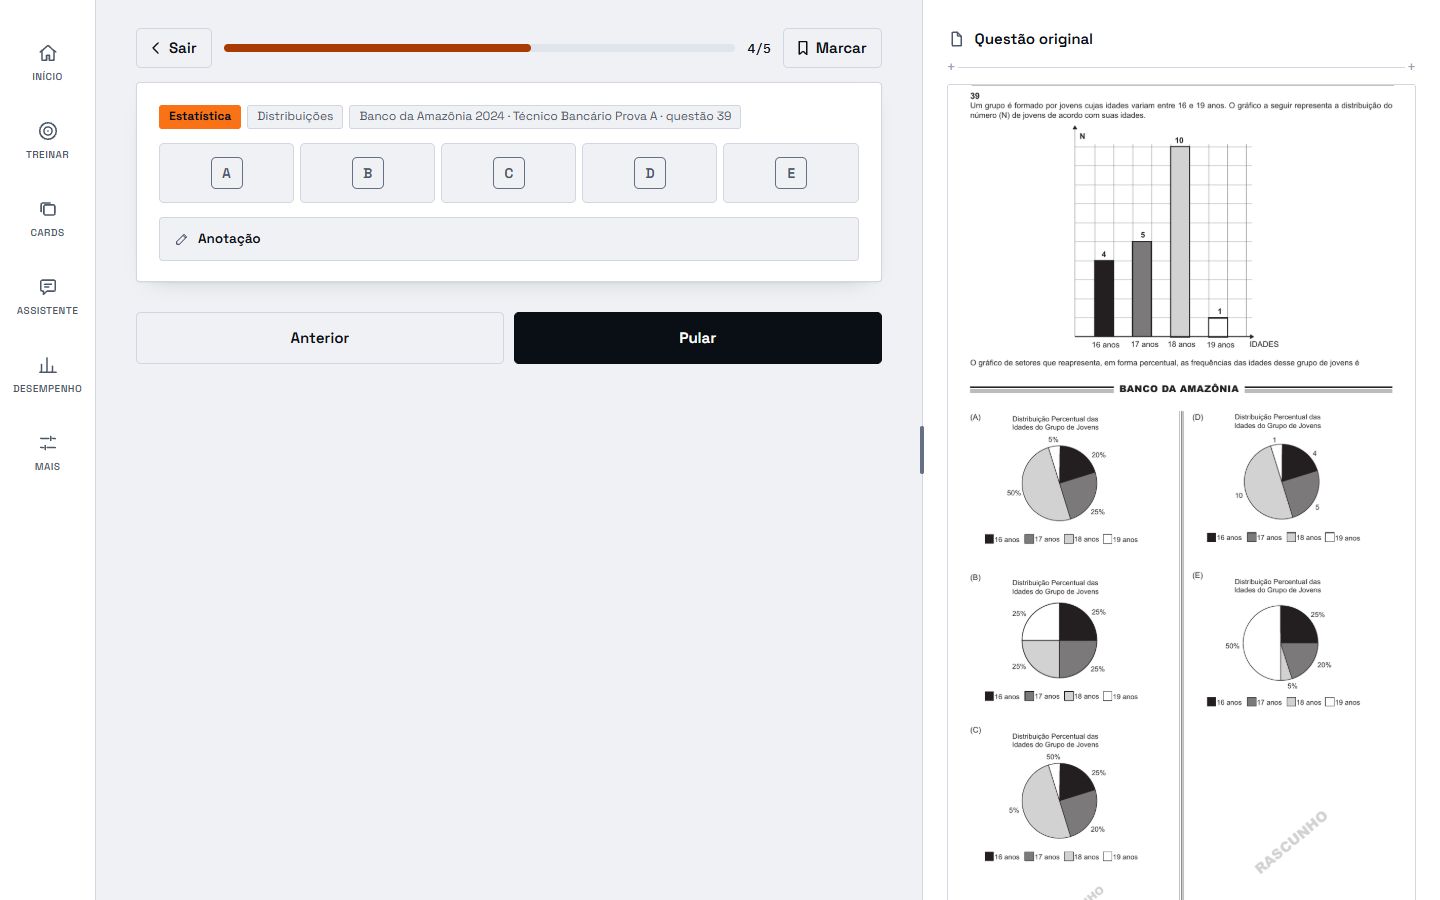 INÍCIO
TREINAR
CARDS
ASSISTENTE
DESEMPENHO
MAIS
Sair
4/5
Marcar
Estatística
Distribuições
Banco da Amazônia 2024 · Técnico Bancário Prova A · questão 39
A
B
C
D
E
Anotação
Anterior
Pular
Questão original
39
Um grupo é formado por jovens cujas idades variam entre 16 e 19 anos. O gráfico a seguir representa a distribuição do
número (N) de jovens de acordo com suas idades.
N
10
5
4
1
16 anos 17 anos 18 anos 19 anos IDADES
O gráfico de setores que reapresenta, em forma percentual, as frequências das idades desse grupo de jovens é
BANCO DA AMAZÔNIA
(A)
Distribuição Percentual das
Idades do Grupo de Jovens
5%
20%
50%
25%
16 anos 17 anos 18 anos 19 anos
(B)
Distribuição Percentual das
Idades do Grupo de Jovens
25% 25%
25% 25%
16 anos 17 anos 18 anos 19 anos
(C)
Distribuição Percentual das
Idades do Grupo de Jovens
50%
25%
5%
20%
16 anos 17 anos 18 anos 19 anos
(D)
Distribuição Percentual das
Idades do Grupo de Jovens
1
4
10
5
16 anos 17 anos 18 anos 19 anos
(E)
Distribuição Percentual das
Idades do Grupo de Jovens
25%
50%
20%
5%
16 anos 17 anos 18 anos 19 anos
RASCUNHO
HO